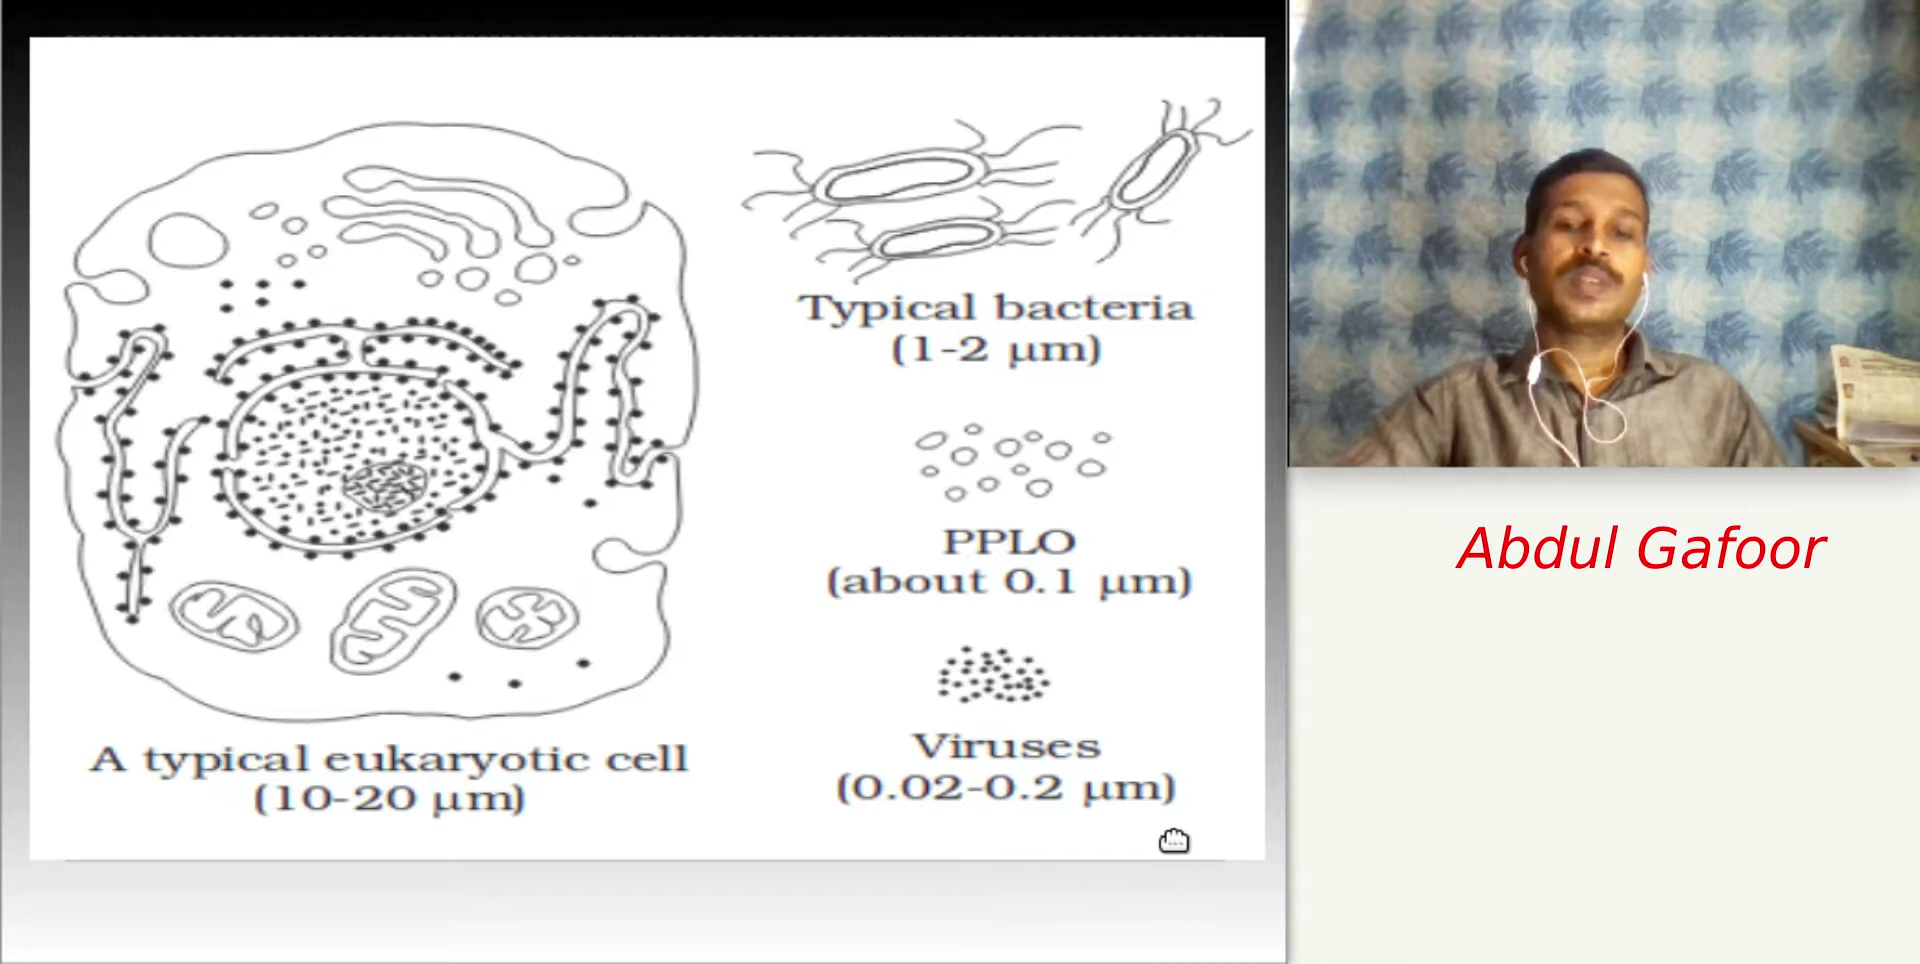 Typical bacteria
(1-2 µm)
PPLO
(about 0.1 µm)
Viruses
(0.02-0.2 µm)
A typical eukaryotic cell
(10-20 µm)
Abdul Gafoor